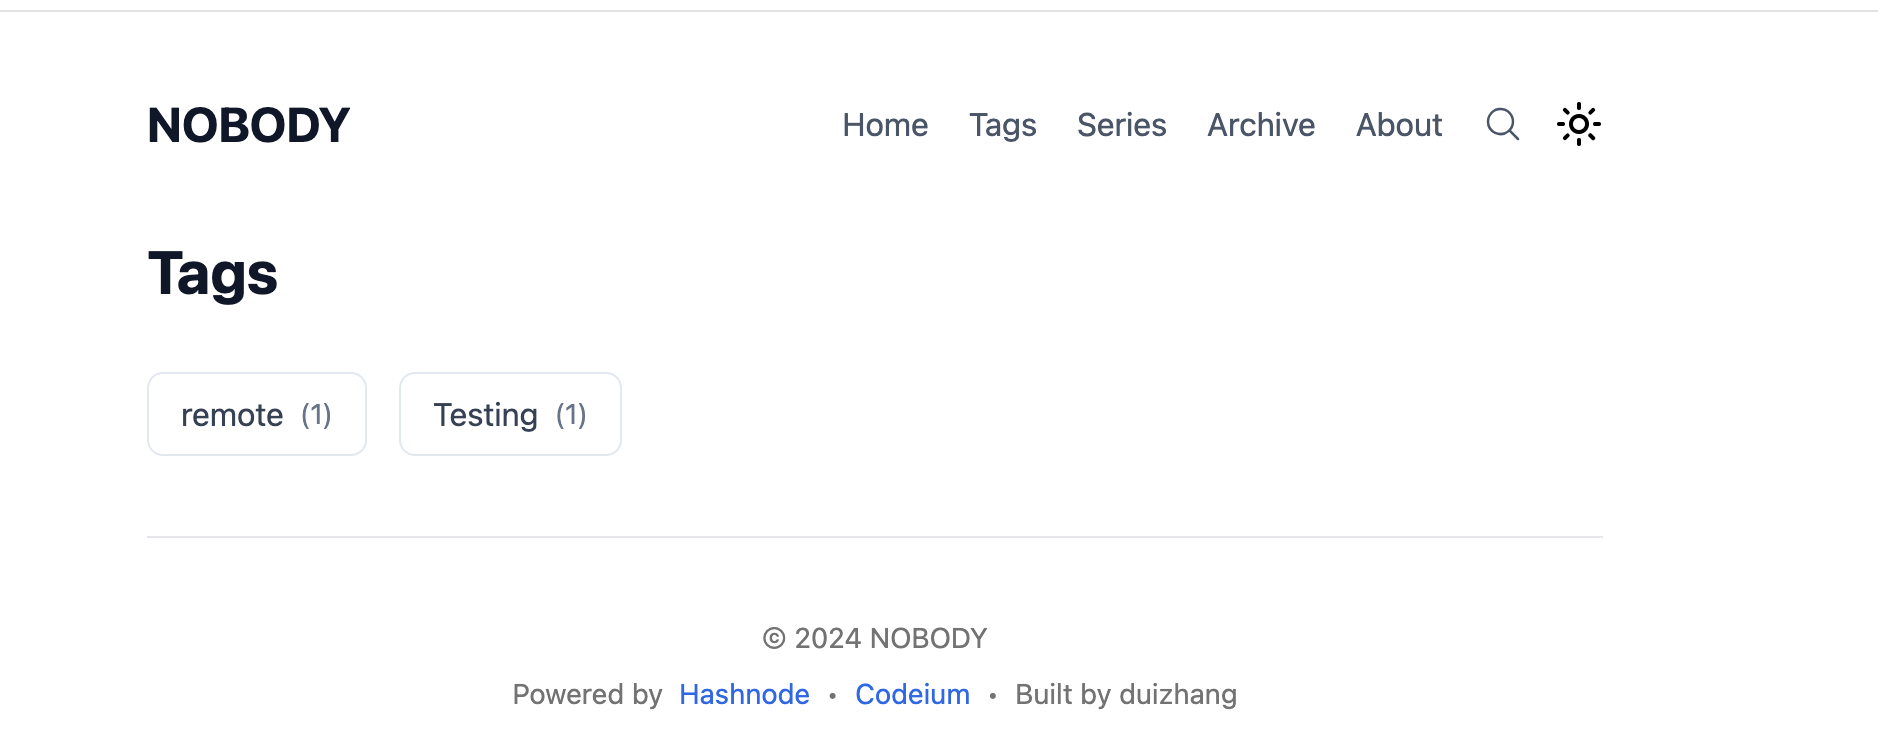 NOBODY
Home Tags Series Archive About
Tags
remote (1) Testing (1)
© 2024 NOBODY
Powered by Hashnode • Codeium • Built by duizhang